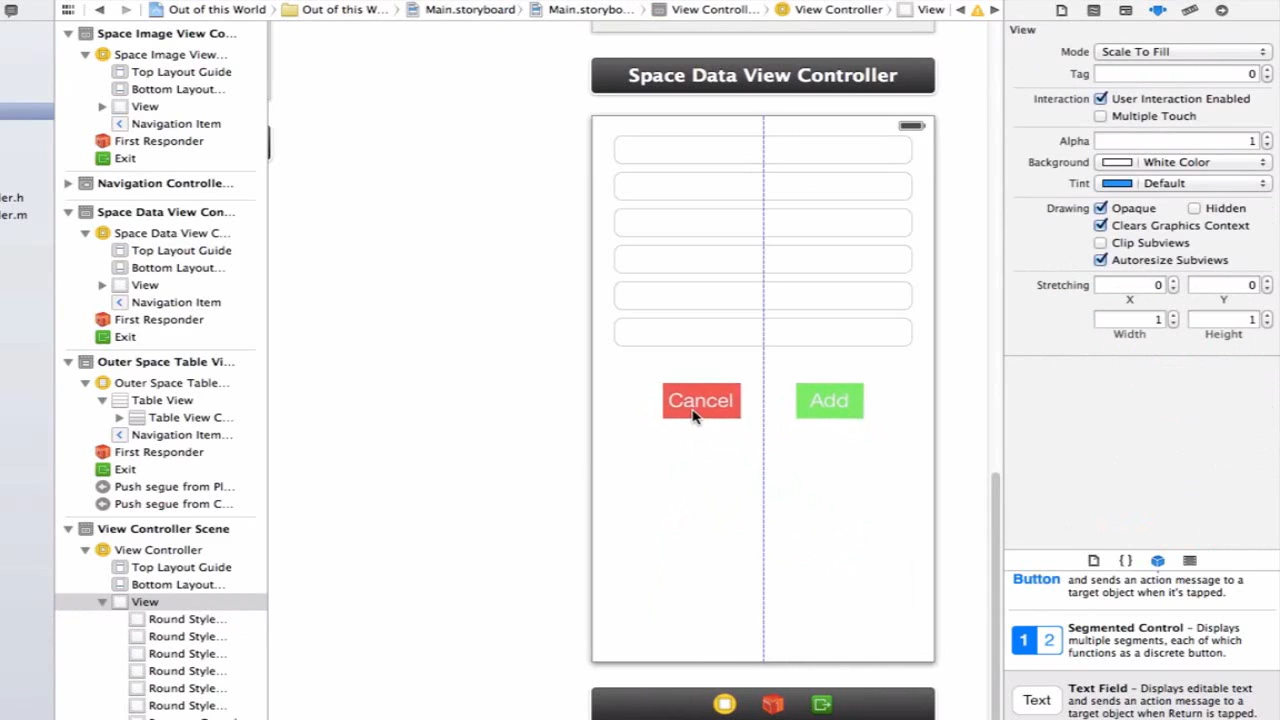 Out of this World
Out of this W...
Main.storyboard
Main.storybo...
View Controll...
View Controller
View
ler.h
ler.m
Space Image View Co...
Space Image View...
Top Layout Guide
Bottom Layout...
View
Navigation Item
First Responder
Exit
Navigation Controlle...
Space Data View Con...
Space Data View C...
Top Layout Guide
Bottom Layout...
View
Navigation Item
First Responder
Exit
Outer Space Table Vi...
Outer Space Table...
Table View
Table View C...
Navigation Item...
First Responder
Exit
Push segue from Pl...
Push segue from C...
View Controller Scene
View Controller
Top Layout Guide
Bottom Layout...
View
Round Style...
Round Style...
Round Style...
Round Style...
Round Style...
Round Style...
Space Data View Controller
Cancel
Add
View
Mode Scale To Fill
Tag 0
Interaction User Interaction Enabled
Multiple Touch
Alpha 1
Background White Color
Tint Default
Drawing Opaque Hidden
Clears Graphics Context
Clip Subviews
Autoresize Subviews
Stretching 0 0
X Y
1 1
Width Height
{ }
Button and sends an action message to a
target object when it's tapped.
1 2
Segmented Control – Displays
multiple segments, each of which
functions as a discrete button.
Text
Text Field – Displays editable text
and sends an action message to a
target object when Return is tapped.